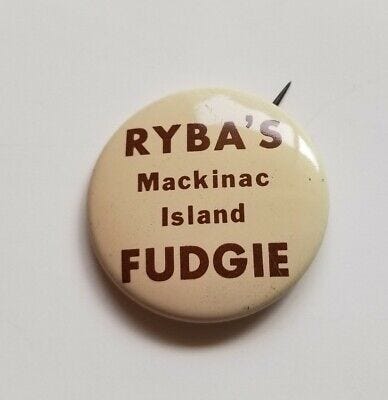 RYBA'S
Mackinac
Island
FUDGIE